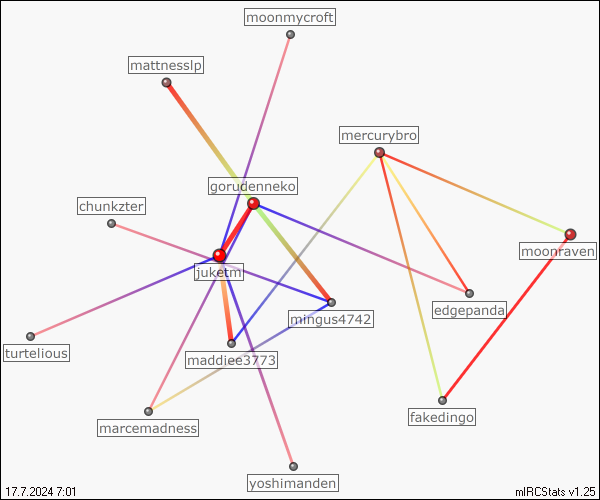 moonmycroft
mattnesslp
mercurybro
gorudenneko
chunkzter
moonraven
juketm
edgepanda
mingus4742
turtelious
maddiee3773
fakedingo
marcemadness
yoshimanden
17.7.2024 7:01
mIRCStats v1.25